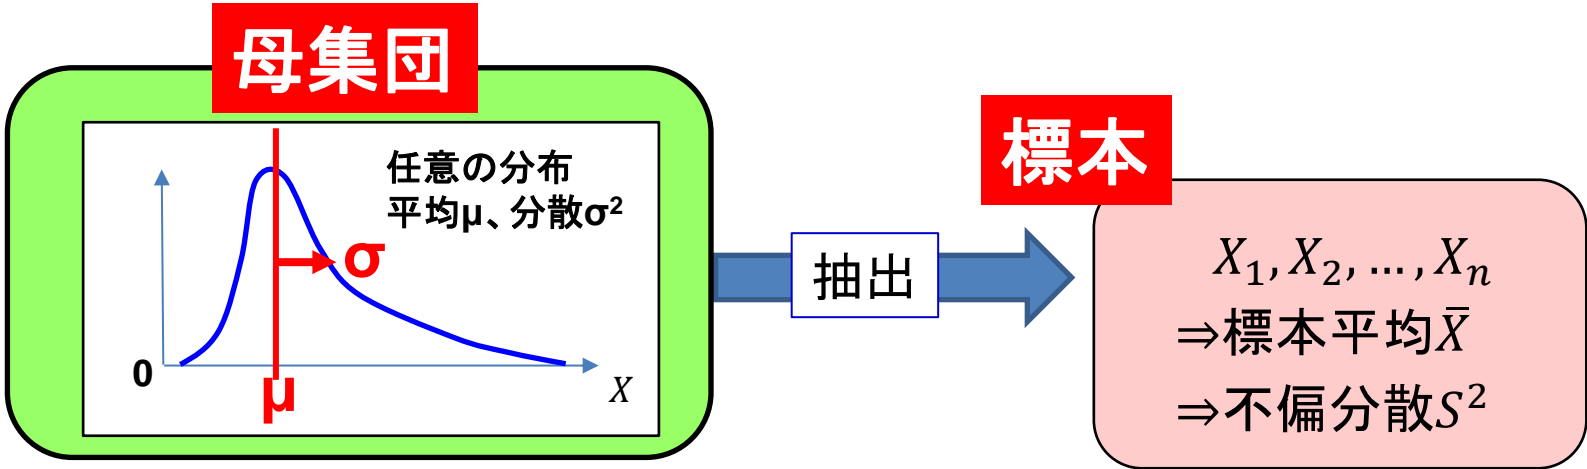 母集団
任意の分布
平均μ、分散σ²
σ
0
μ
X
抽出
標本
X₁, X₂, …, Xₙ
⇒標本平均X̄
⇒不偏分散S²